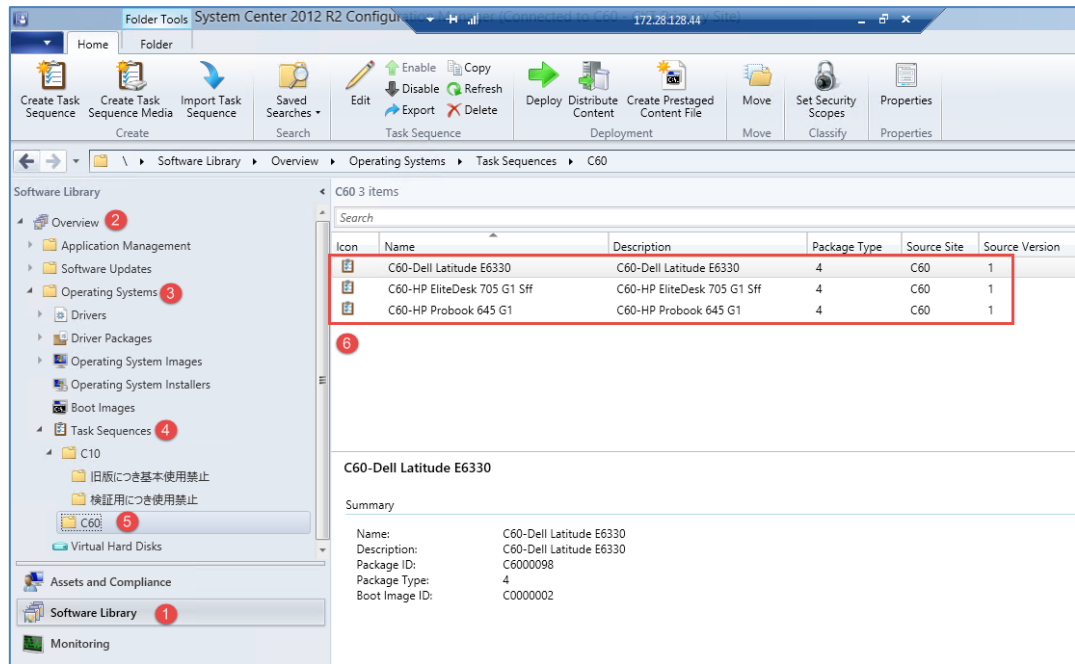 Folder Tools System Center 2012 R2 Configuration Manager (Connected to C60 - Primary Site)
172.28.128.44
Home Folder
Create Task Sequence
Create Task Sequence Media
Import Task Sequence
Saved Searches
Edit
Enable Copy
Disable Refresh
Export Delete
Deploy
Distribute Content
Create Prestaged Content File
Move
Set Security Scopes
Properties
Create Search Task Sequence Deployment Move Classify Properties
\ Software Library Overview Operating Systems Task Sequences C60
Software Library
Overview 2
Application Management
Software Updates
Operating Systems 3
Drivers
Driver Packages
Operating System Images
Operating System Installers
Boot Images
Task Sequences 4
C10
旧版につき基本使用禁止
検証用につき使用禁止
C60 5
Virtual Hard Disks
Assets and Compliance
Software Library 1
Monitoring
C60 3 items
Search
Icon Name Description Package Type Source Site Source Version
C60-Dell Latitude E6330 C60-Dell Latitude E6330 4 C60 1
C60-HP EliteDesk 705 G1 Sff C60-HP EliteDesk 705 G1 Sff 4 C60 1
C60-HP Probook 645 G1 C60-HP Probook 645 G1 4 C60 1
6
C60-Dell Latitude E6330
Summary
Name: C60-Dell Latitude E6330
Description: C60-Dell Latitude E6330
Package ID: C6000098
Package Type: 4
Boot Image ID: C0000002